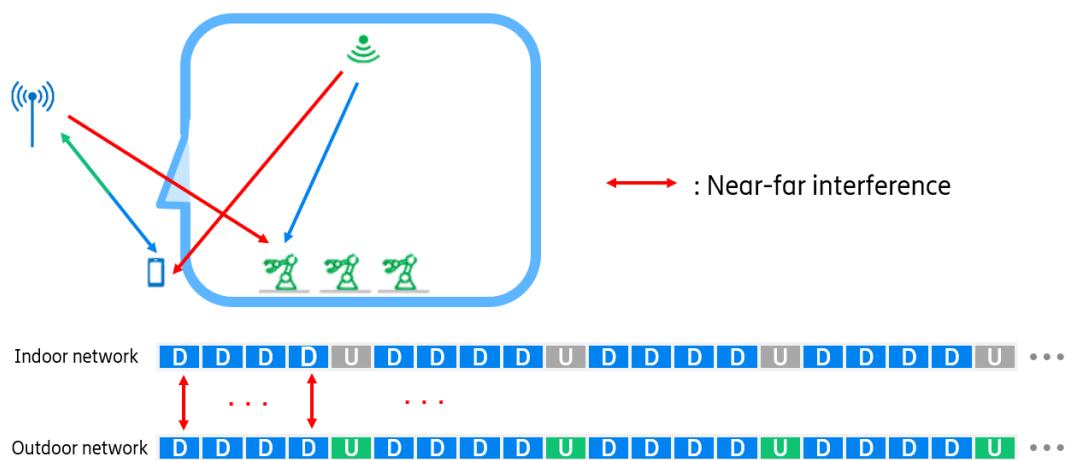 : Near-far interference
Indoor network D D D D U D D D D U D D D D U D D D D U •••
. . . . . .
Outdoor network D D D D U D D D D U D D D D U D D D D U •••